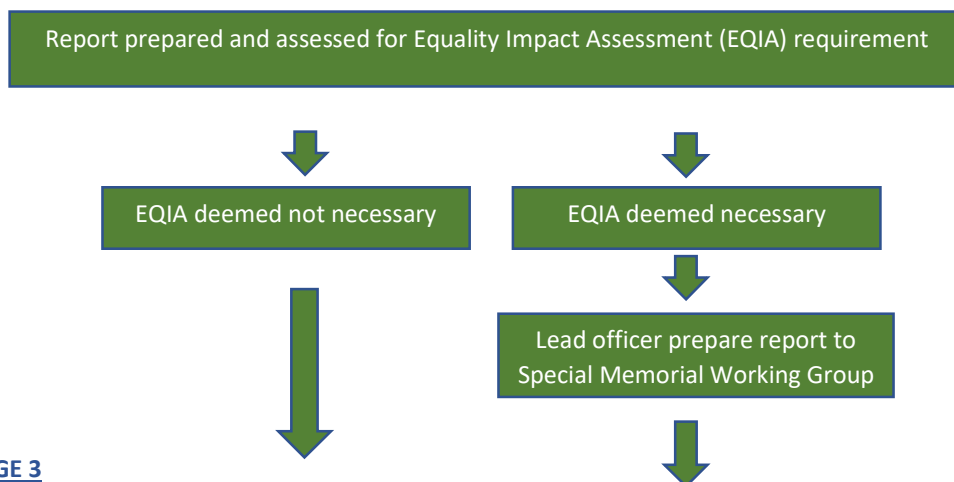 Report prepared and assessed for Equality Impact Assessment (EQIA) requirement
EQIA deemed not necessary
EQIA deemed necessary
Lead officer prepare report to
Special Memorial Working Group
GE 3